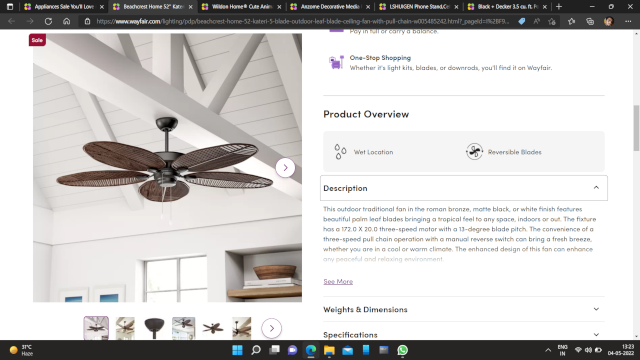 Appliances Sale You'll Love
Beachcrest Home 52" Kateri
Wildon Home® Cute Anim
Anzome Decorative Media
LSHUIGEN Phone Stand,Ce
Black + Decker 3.5 cu. ft. P
https://www.wayfair.com/lighting/pdp/beachcrest-home-52-kateri-5-blade-outdoor-leaf-blade-ceiling-fan-with-pull-chain-w005485242.html?_pageId=I%2BF9...
Sale
Pay in full or carry a balance.
One-Stop Shopping
Whether it's light kits, blades, or downrods, you'll find it on Wayfair.
Product Overview
Wet Location
Reversible Blades
Description
This outdoor traditional fan in the roman bronze, matte black, or white finish features
beautiful palm leaf blades bringing a tropical feel to any space, indoors or out. The fixture
has a 172.0 X 20.0 three-speed motor with a 13-degree blade pitch. The convenience of a
three-speed pull chain operation with a manual reverse switch can bring a fresh breeze,
whether you are in a cool or warm climate. The enhanced design of this fan can enhance
any peaceful and relaxing environment.
See More
Weights & Dimensions
Specifications
31°C
Haze
ENG
IN
13:23
04-05-2022